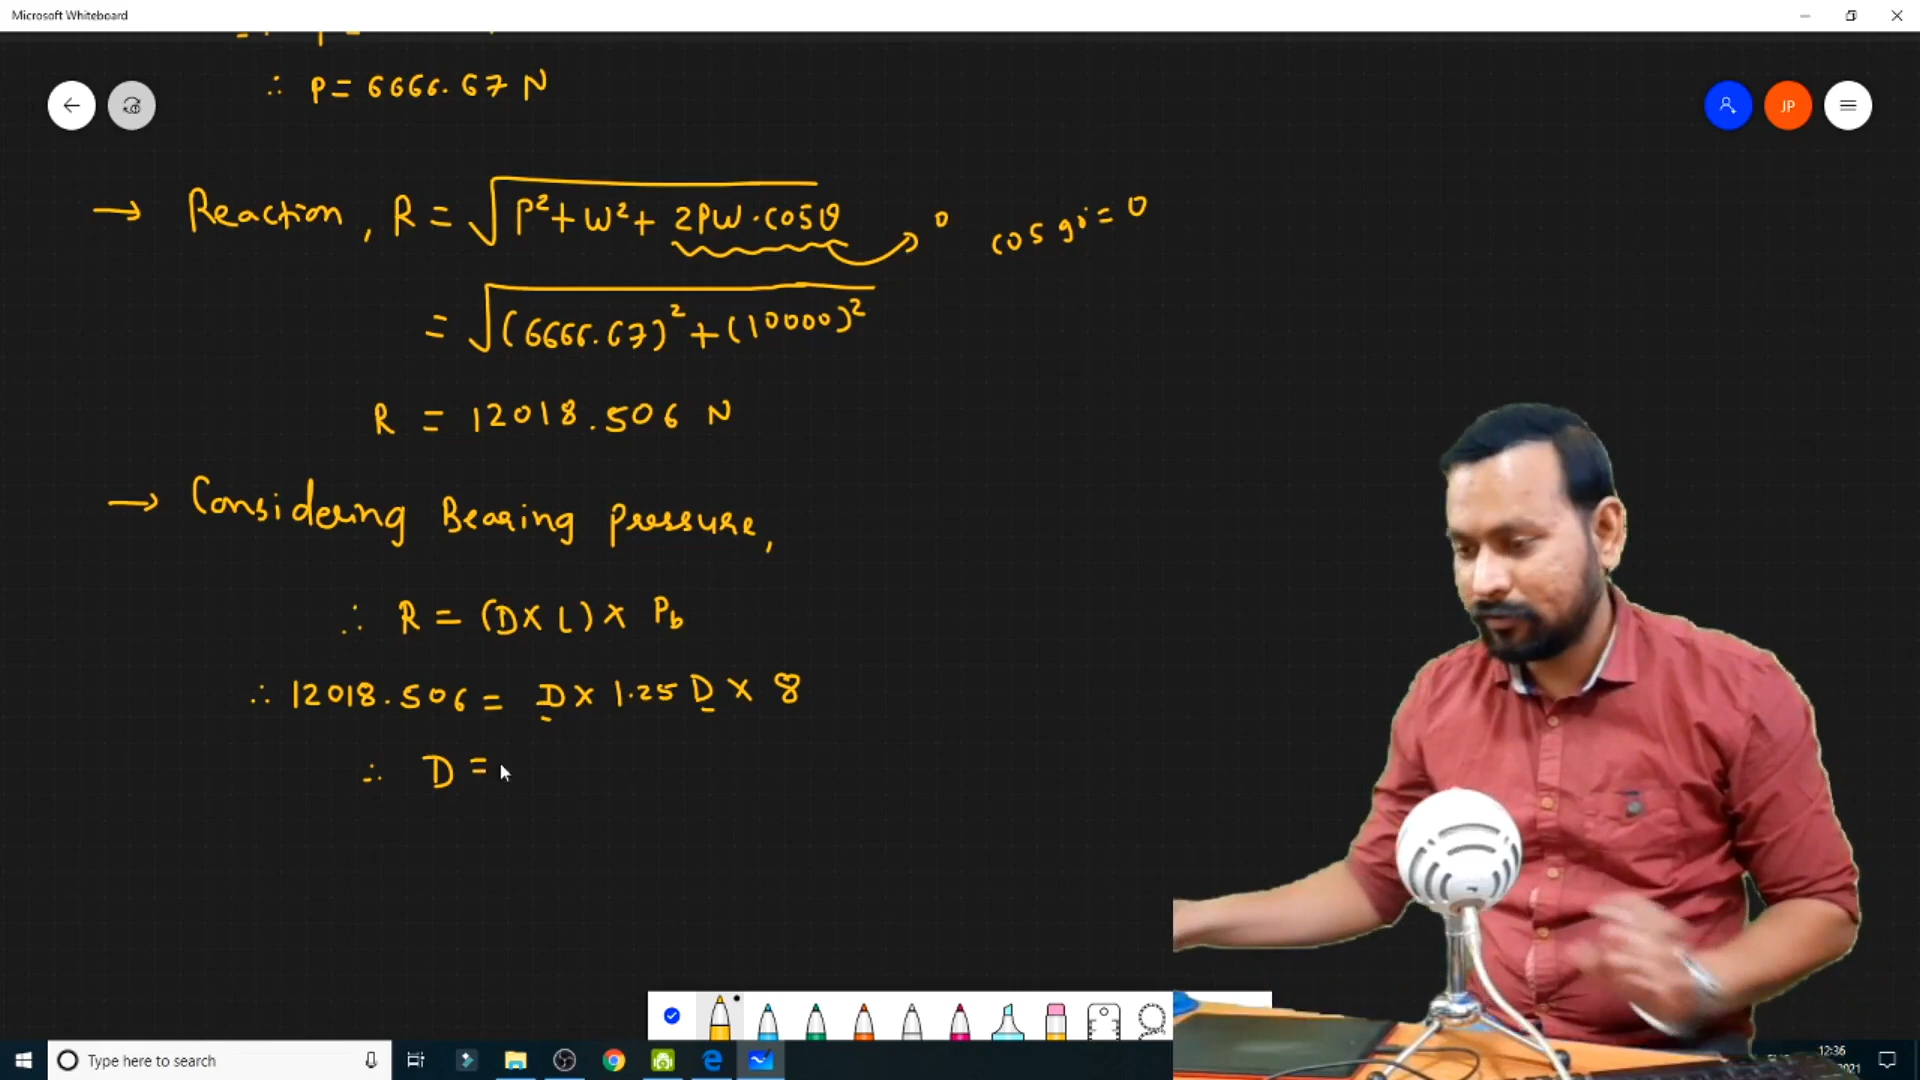 Microsoft Whiteboard
∴ P = 6666.67 N
JP
→ Reaction, R = √P²+W²+2PW·cosθ → 0 cos 90° = 0
= √(6666.67)²+(10000)²
R = 12018.506 N
→ Considering Bearing pressure,
∴ R = (D×L)× Pb
∴ 12018.506 = D × 1.25 D × 8
∴ D =
Type here to search
12:36
2021